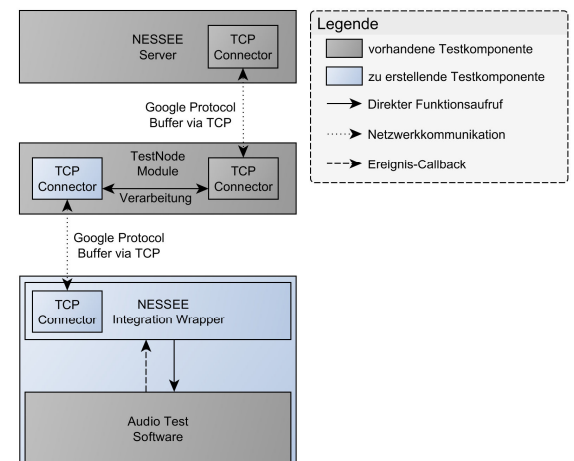 NESSEE
Server
TCP
Connector
Google Protocol
Buffer via TCP
TCP
Connector
TestNode
Module
Verarbeitung
TCP
Connector
Google Protocol
Buffer via TCP
TCP
Connector
NESSEE
Integration Wrapper
Audio Test
Software
Legende
vorhandene Testkomponente
zu erstellende Testkomponente
Direkter Funktionsaufruf
Netzwerkkommunikation
Ereignis-Callback